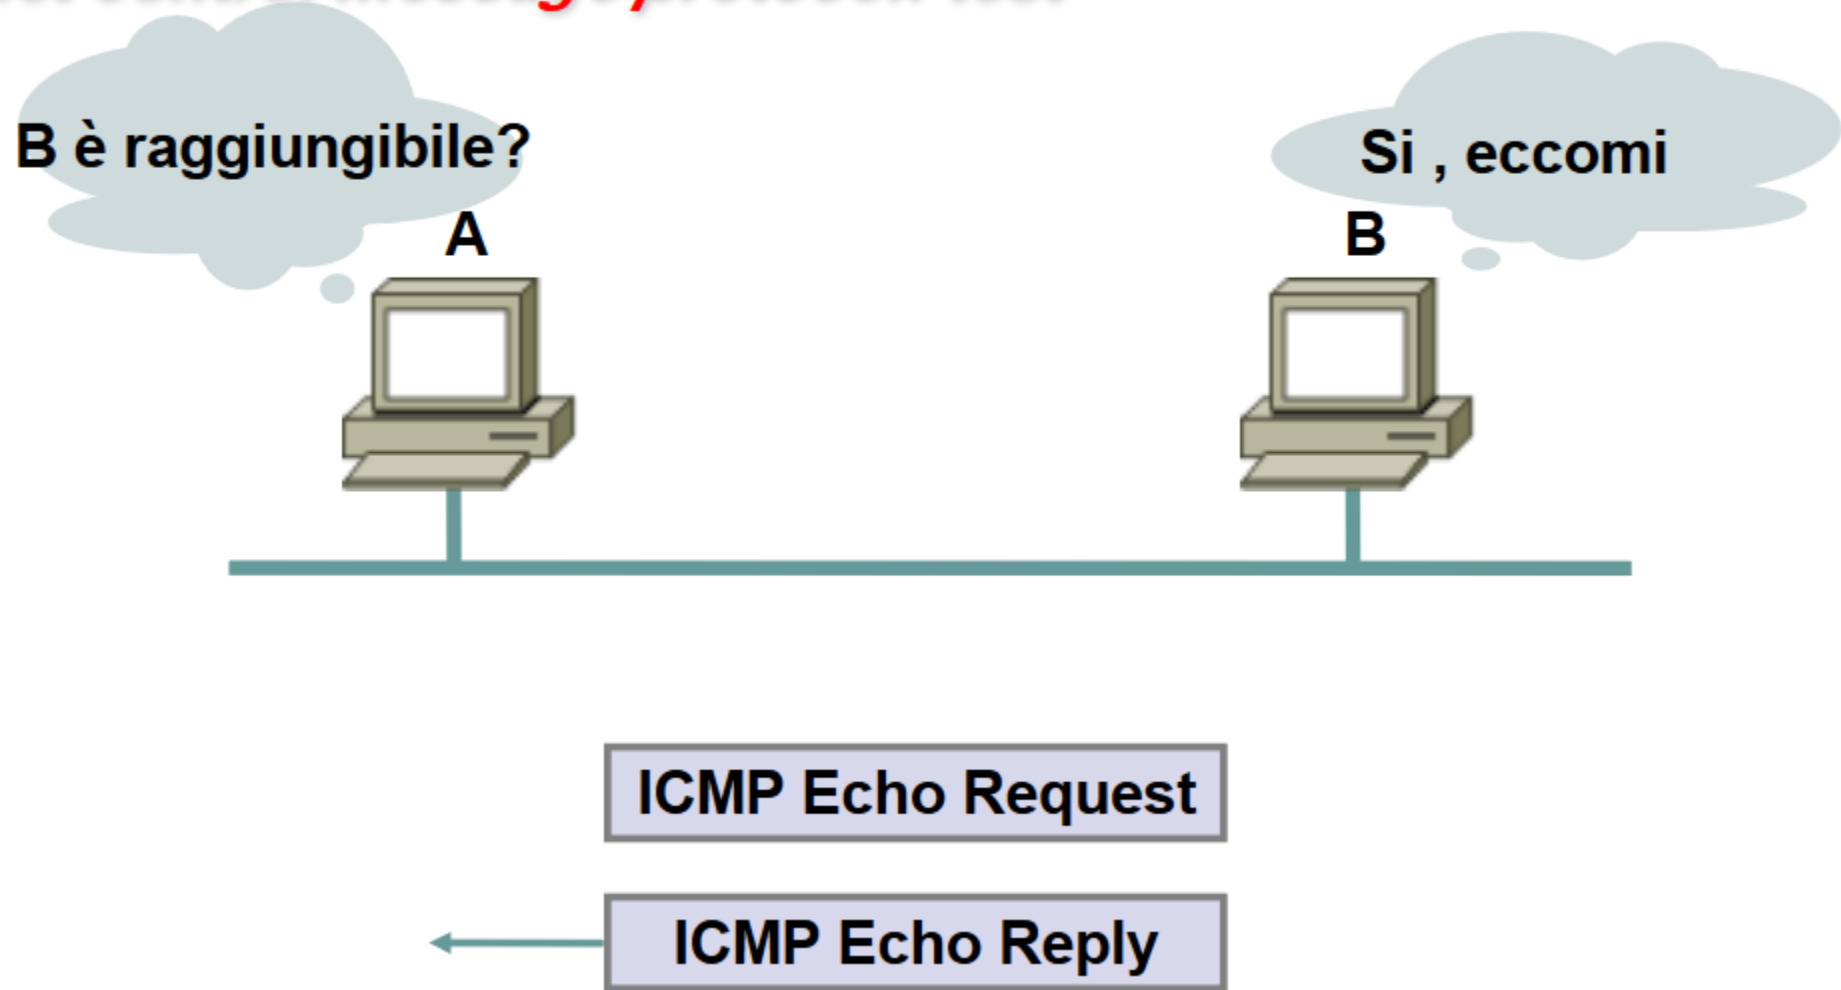 B è raggiungibile?
Si , eccomi
A
B
ICMP Echo Request
ICMP Echo Reply